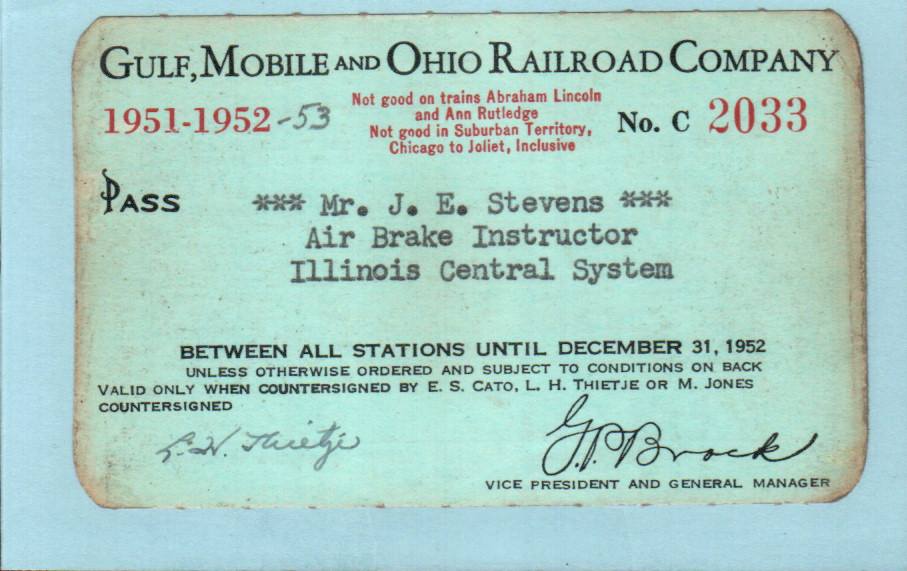 GULF, MOBILE AND OHIO RAILROAD COMPANY
1951-1952 -53
Not good on trains Abraham Lincoln
and Ann Rutledge
Not good in Suburban Territory,
Chicago to Joliet, Inclusive
No. C 2033
PASS
*** Mr. J. E. Stevens ***
Air Brake Instructor
Illinois Central System
BETWEEN ALL STATIONS UNTIL DECEMBER 31, 1952
UNLESS OTHERWISE ORDERED AND SUBJECT TO CONDITIONS ON BACK
VALID ONLY WHEN COUNTERSIGNED BY E. S. CATO, L. H. THIETJE OR M. JONES
COUNTERSIGNED
L. H. Thietje
G. P. Brock
VICE PRESIDENT AND GENERAL MANAGER